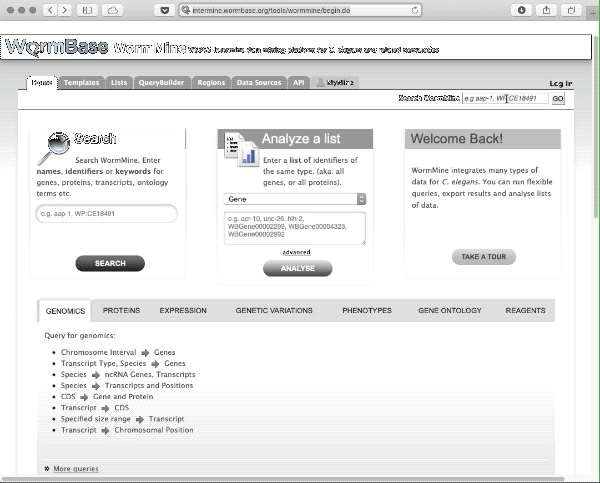 intermine.wormbase.org/tools/wormmine/begin.do
WormBase WormMine
Home Templates Lists QueryBuilder Regions Data Sources API MyMine
Log in
Search WormMine e.g aap-1, WP:CE18491 GO
Search
Search WormMine. Enter
names, identifiers or keywords for
genes, proteins, transcripts, ontology
terms etc.
e.g. aap-1, WP:CE18491
SEARCH
Analyze a list
Enter a list of identifiers of
the same type. (aka: all
genes, or all proteins).
Gene
e.g. acr-10, unc-26, hlh-2,
WBGene00002299, WBGene00004323,
WBGene00002992
advanced
ANALYSE
Welcome Back!
WormMine integrates many types of
data for C. elegans. You can run flexible
queries, export results and analyse lists
of data.
TAKE A TOUR
GENOMICS PROTEINS EXPRESSION GENETIC VARIATIONS PHENOTYPES GENE ONTOLOGY REAGENTS
Query for genomics:
• Chromosome Interval ➔ Genes
• Transcript Type, Species ➔ Genes
• Species ➔ ncRNA Genes, Transcripts
• Species ➔ Transcripts and Positions
• CDS ➔ Gene and Protein
• Transcript ➔ CDS
• Specified size range ➔ Transcript
• Transcript ➔ Chromosomal Position
» More queries